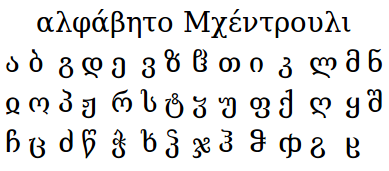 αλφάβητο Μχέντρουλι
ა ბ გ დ ე ვ ზ ჱ თ ი კ ლ მ ნ
ჲ ო პ ჟ რ ს ტ ჳ უ ფ ქ ღ ყ შ
ჩ ც ძ წ ჭ ხ ჴ ჯ ჰ ჵ ფ გ ც